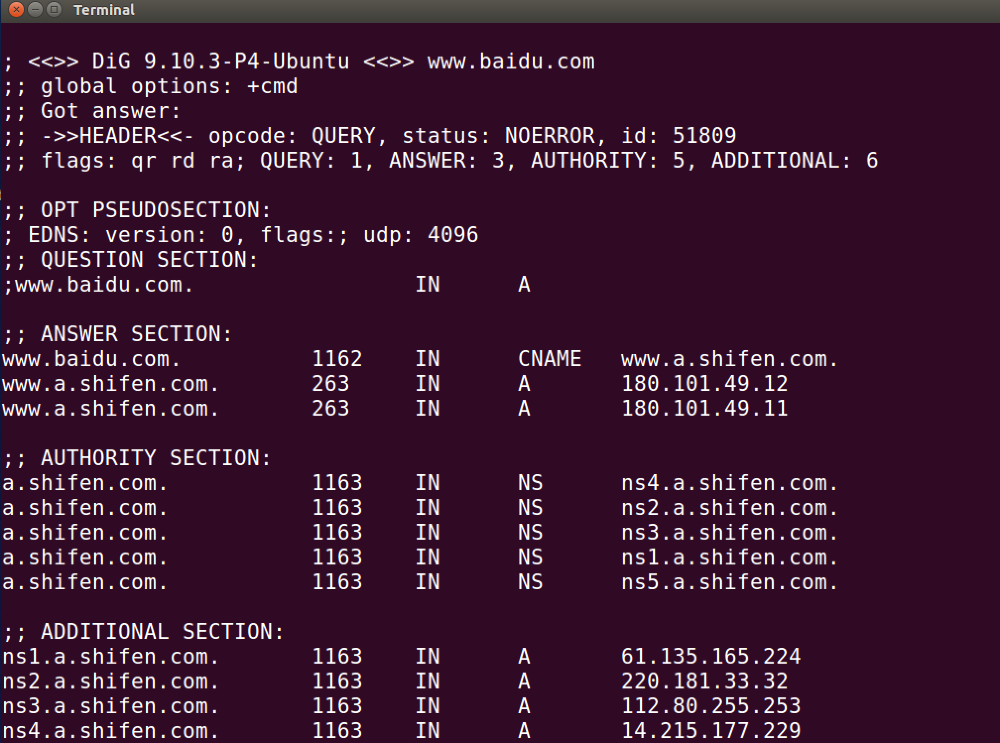 Terminal
; <<>> DiG 9.10.3-P4-Ubuntu <<>> www.baidu.com
;; global options: +cmd
;; Got answer:
;; ->>HEADER<<- opcode: QUERY, status: NOERROR, id: 51809
;; flags: qr rd ra; QUERY: 1, ANSWER: 3, AUTHORITY: 5, ADDITIONAL: 6
;; OPT PSEUDOSECTION:
; EDNS: version: 0, flags:; udp: 4096
;; QUESTION SECTION:
;www.baidu.com. IN A
;; ANSWER SECTION:
www.baidu.com. 1162 IN CNAME www.a.shifen.com.
www.a.shifen.com. 263 IN A 180.101.49.12
www.a.shifen.com. 263 IN A 180.101.49.11
;; AUTHORITY SECTION:
a.shifen.com. 1163 IN NS ns4.a.shifen.com.
a.shifen.com. 1163 IN NS ns2.a.shifen.com.
a.shifen.com. 1163 IN NS ns3.a.shifen.com.
a.shifen.com. 1163 IN NS ns1.a.shifen.com.
a.shifen.com. 1163 IN NS ns5.a.shifen.com.
;; ADDITIONAL SECTION:
ns1.a.shifen.com. 1163 IN A 61.135.165.224
ns2.a.shifen.com. 1163 IN A 220.181.33.32
ns3.a.shifen.com. 1163 IN A 112.80.255.253
ns4.a.shifen.com. 1163 IN A 14.215.177.229